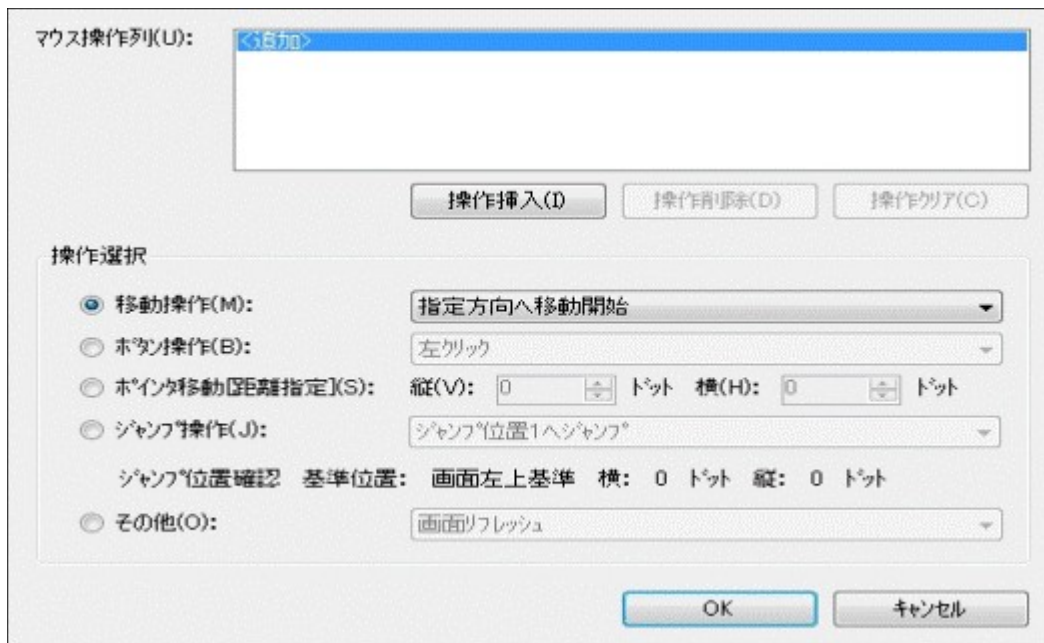 マウス操作列(U): <追加>
操作挿入(I) 操作削除(D) 操作クリア(C)
操作選択
移動操作(M): 指定方向へ移動開始
ボタン操作(B): 左クリック
ポインタ移動[距離指定](S): 縦(V): 0 ドット 横(H): 0 ドット
ジャンプ操作(J): ジャンプ位置1へジャンプ
ジャンプ位置確認 基準位置: 画面左上基準 横: 0 ドット 縦: 0 ドット
その他(O): 画面リフレッシュ
OK キャンセル